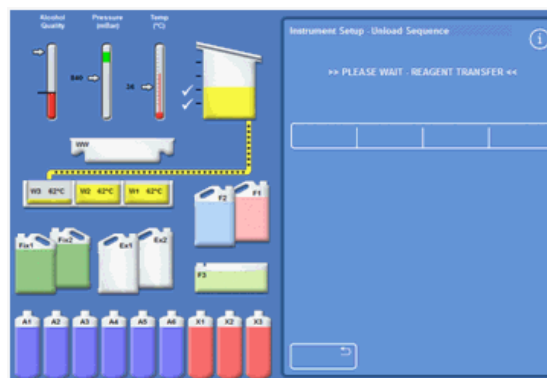 Alcohol Quality
Pressure (mBar)
Temp (°C)
Instrument Setup - Unload Sequence
i
>> PLEASE WAIT - REAGENT TRANSFER <<
840
36
WW
W3 62°C
W2 62°C
W1 62°C
F2
F1
Fix1
Fix2
Ex1
Ex2
F3
A1
A2
A3
A4
A5
A6
X1
X2
X3